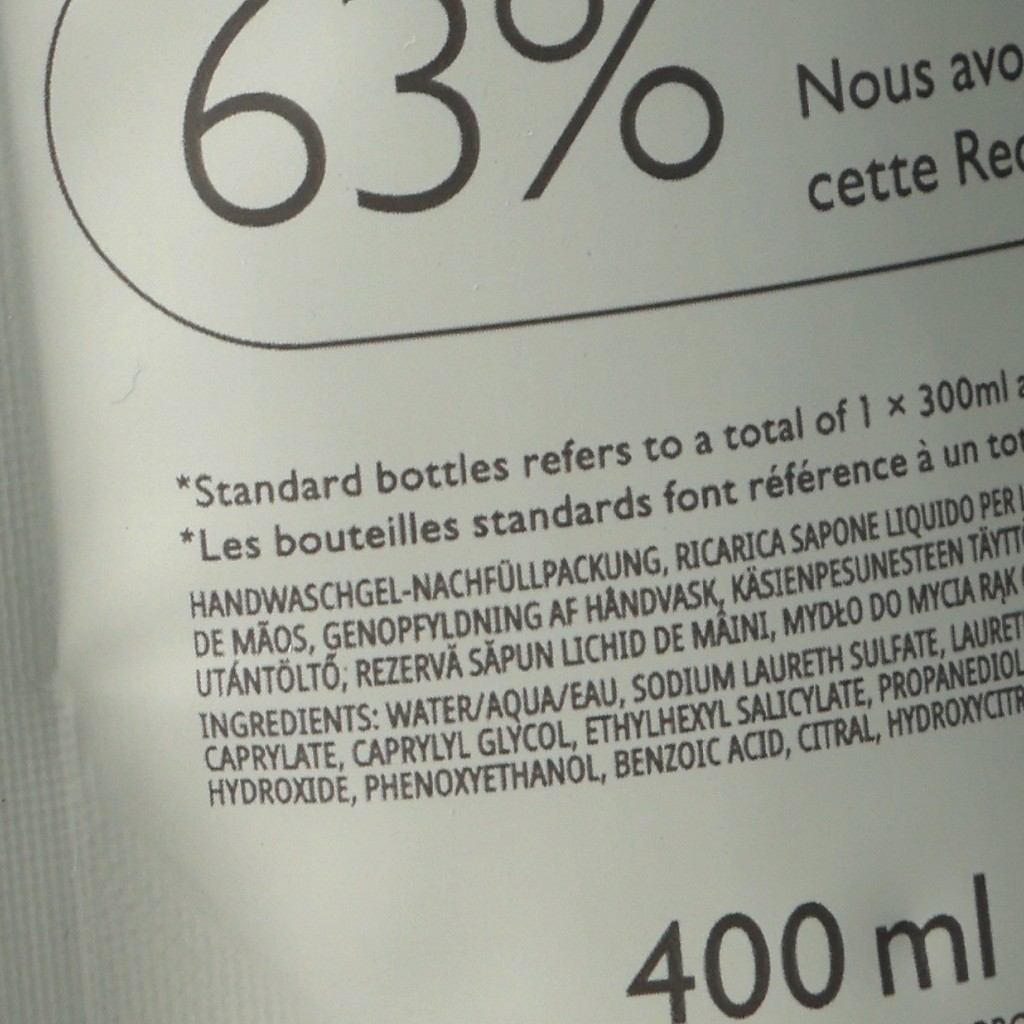 63% Nous
cette
*Standard bottles refers to a total of 1 × 300ml
*Les bouteilles standards font référence à un
HANDWASCHGEL-NACHFÜLLPACKUNG, RICARICA SAPONE LIQUIDO PER
DE MÃOS, GENOPFYLDNING AF HÅNDVASK, KÄSIENPESUNESTEEN
UTÁNTÖLTŐ; REZERVĂ SĂPUN LICHID DE MÂINI, MYDŁO DO MYCIA RĄK
INGREDIENTS: WATER/AQUA/EAU, SODIUM LAURETH SULFATE,
CAPRYLATE, CAPRYLYL GLYCOL, ETHYLHEXYL SALICYLATE, PROPANEDIOL
HYDROXIDE, PHENOXYETHANOL, BENZOIC ACID, CITRAL,
400 ml